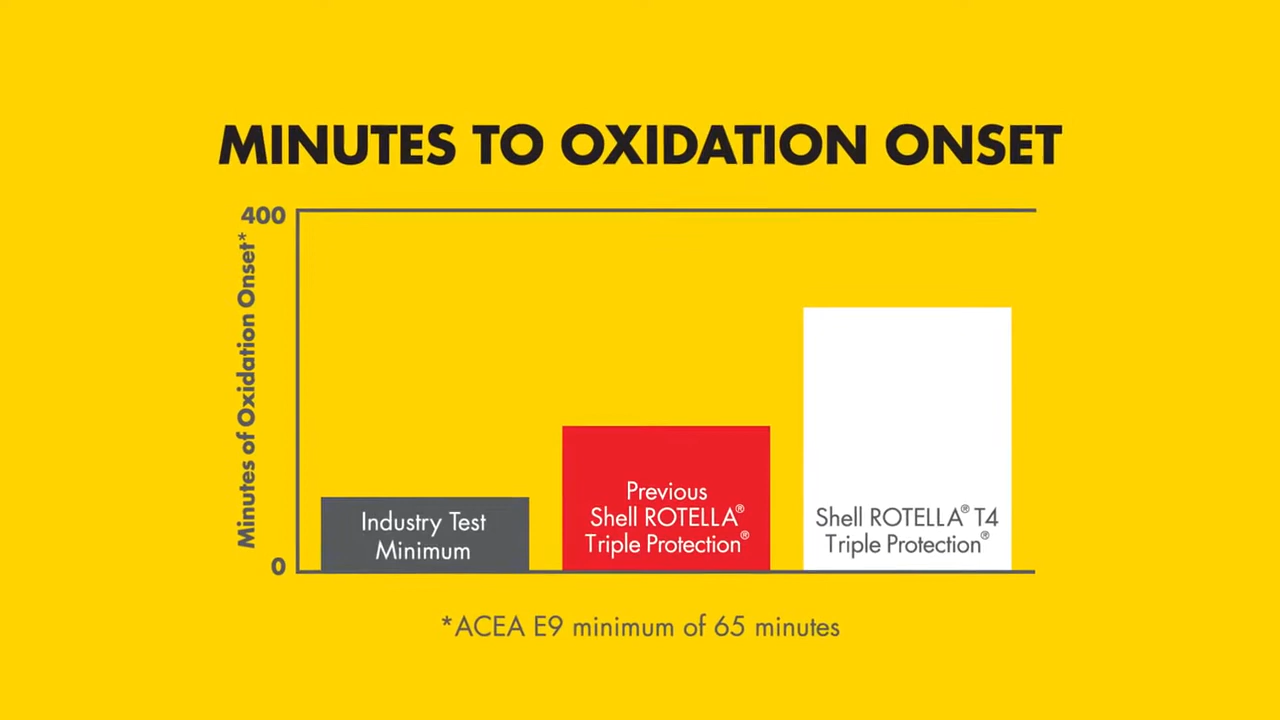 MINUTES TO OXIDATION ONSET
400
Minutes of Oxidation Onset*
Industry Test
Minimum
Previous
Shell ROTELLA®
Triple Protection®
Shell ROTELLA® T4
Triple Protection®
0
*ACEA E9 minimum of 65 minutes